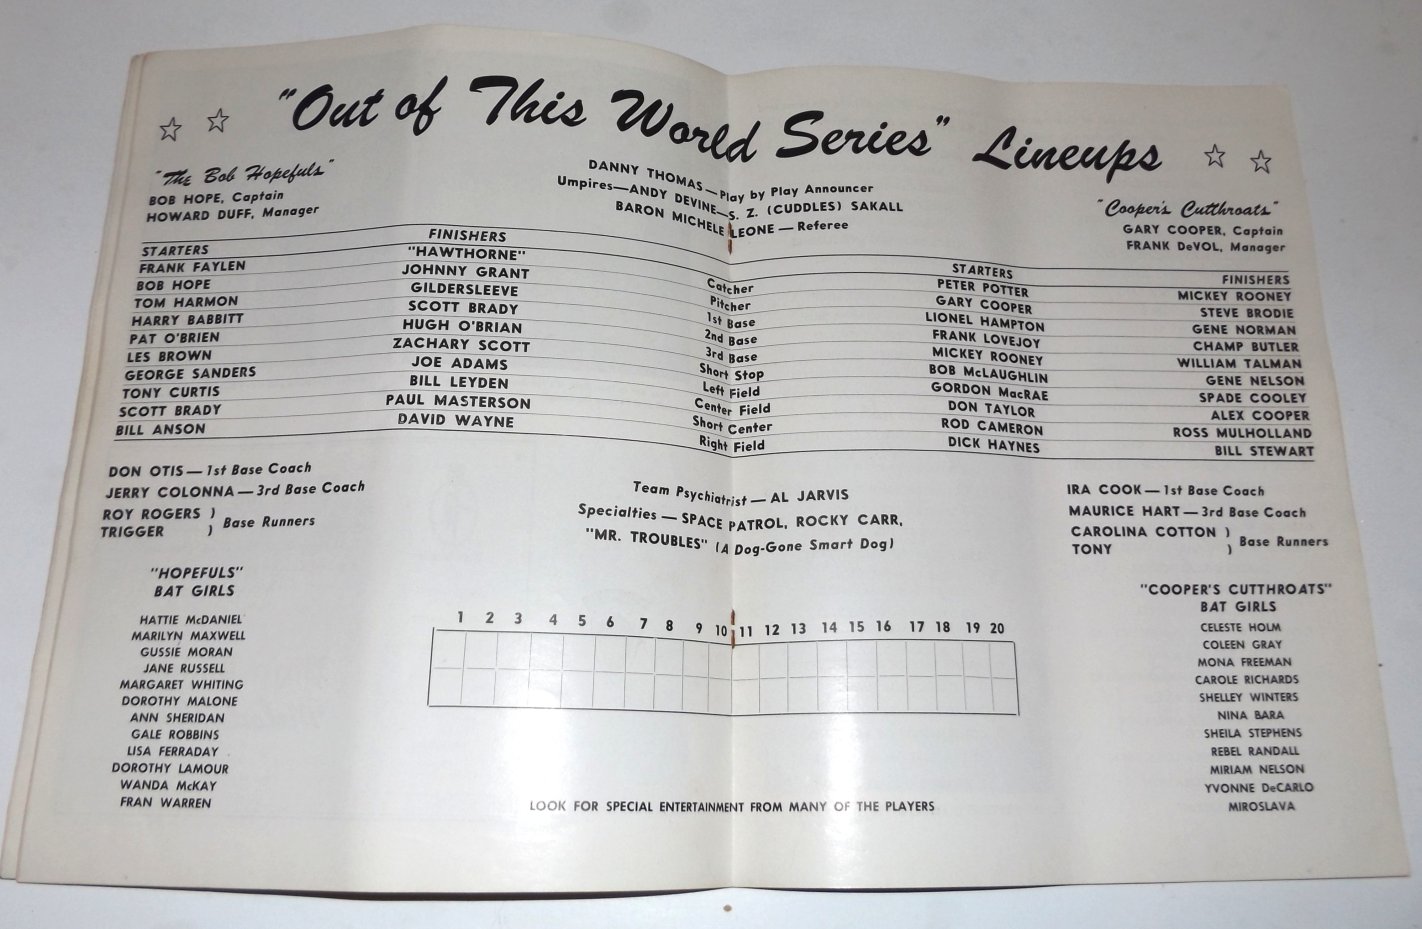 "Out of This World Series" Lineups
"The Bob Hopefuls"
BOB HOPE, Captain
HOWARD DUFF, Manager
DANNY THOMAS—Play by Play Announcer
Umpires—ANDY DEVINE—S. Z. (CUDDLES) SAKALL
BARON MICHELE LEONE — Referee
"Cooper's Cutthroats"
GARY COOPER, Captain
FRANK DeVOL, Manager
STARTERS FINISHERS STARTERS FINISHERS
FRANK FAYLEN "HAWTHORNE" Catcher PETER POTTER MICKEY ROONEY
BOB HOPE JOHNNY GRANT Pitcher GARY COOPER STEVE BRODIE
TOM HARMON GILDERSLEEVE 1st Base LIONEL HAMPTON GENE NORMAN
HARRY BABBITT SCOTT BRADY 2nd Base FRANK LOVEJOY CHAMP BUTLER
PAT O'BRIEN HUGH O'BRIAN 3rd Base MICKEY ROONEY WILLIAM TALMAN
LES BROWN ZACHARY SCOTT Short Stop BOB McLAUGHLIN GENE NELSON
GEORGE SANDERS JOE ADAMS Left Field GORDON MacRAE SPADE COOLEY
TONY CURTIS BILL LEYDEN Center Field DON TAYLOR ALEX COOPER
SCOTT BRADY PAUL MASTERSON Short Center ROD CAMERON ROSS MULHOLLAND
BILL ANSON DAVID WAYNE Right Field DICK HAYNES BILL STEWART
DON OTIS—1st Base Coach
JERRY COLONNA—3rd Base Coach
ROY ROGERS )
TRIGGER ) Base Runners
Team Psychiatrist — AL JARVIS
Specialties — SPACE PATROL, ROCKY CARR,
"MR. TROUBLES" (A Dog-Gone Smart Dog)
IRA COOK—1st Base Coach
MAURICE HART—3rd Base Coach
CAROLINA COTTON )
TONY ) Base Runners
"HOPEFULS"
BAT GIRLS
HATTIE McDANIEL
MARILYN MAXWELL
GUSSIE MORAN
JANE RUSSELL
MARGARET WHITING
DOROTHY MALONE
ANN SHERIDAN
GALE ROBBINS
LISA FERRADAY
DOROTHY LAMOUR
WANDA McKAY
FRAN WARREN
1 2 3 4 5 6 7 8 9 10 11 12 13 14 15 16 17 18 19 20
LOOK FOR SPECIAL ENTERTAINMENT FROM MANY OF THE PLAYERS
"COOPER'S CUTTHROATS"
BAT GIRLS
CELESTE HOLM
COLEEN GRAY
MONA FREEMAN
CAROLE RICHARDS
SHELLEY WINTERS
NINA BARA
SHEILA STEPHENS
REBEL RANDALL
MIRIAM NELSON
YVONNE DeCARLO
MIROSLAVA